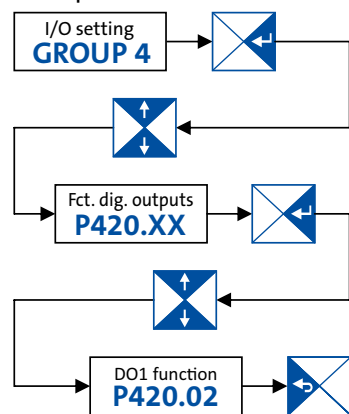 I/O setting
GROUP 4
Fct. dig. outputs
P420.XX
DO1 function
P420.02